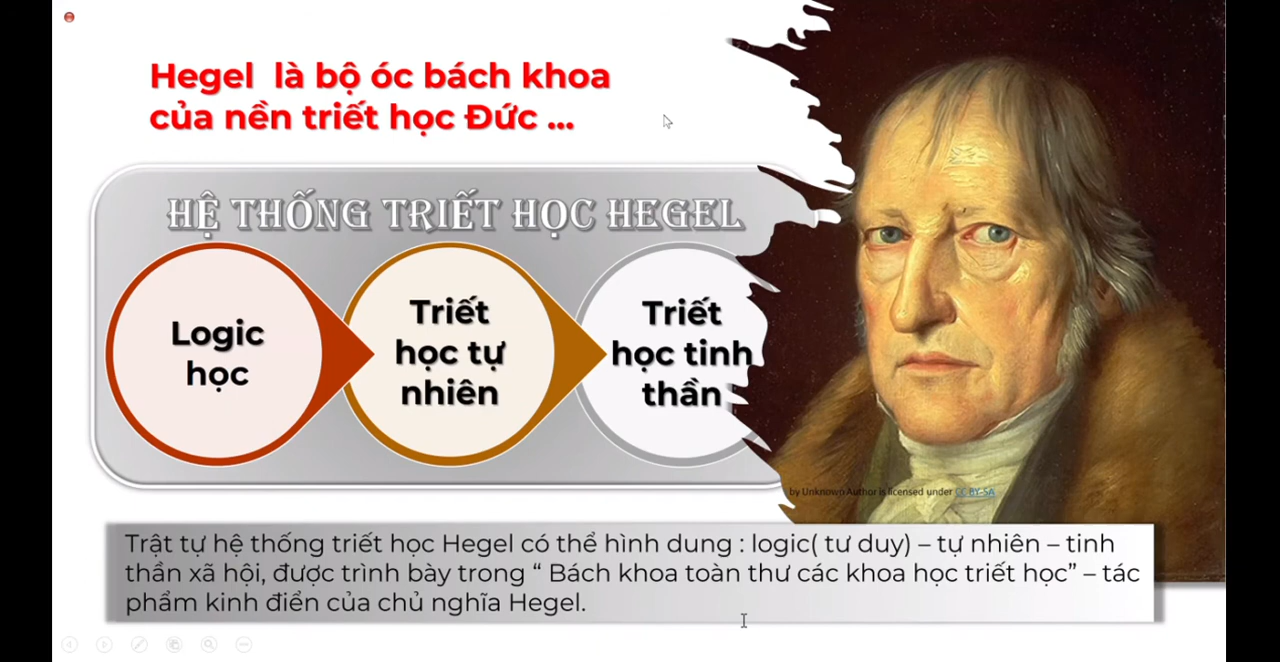 Hegel là bộ óc bách khoa
của nền triết học Đức ...
HỆ THỐNG TRIẾT HỌC HEGEL
Logic
học
Triết
học tự
nhiên
Triết
học tinh
thần
by Unknown Author is licensed under CC BY-SA
Trật tự hệ thống triết học Hegel có thể hình dung : logic( tư duy) – tự nhiên – tinh
thần xã hội, được trình bày trong “ Bách khoa toàn thư các khoa học triết học” – tác
phẩm kinh điển của chủ nghĩa Hegel.